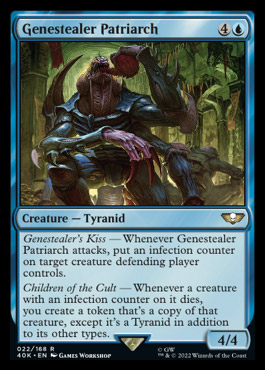 Genestealer Patriarch 4
Creature — Tyranid
Genestealer's Kiss — Whenever Genestealer
Patriarch attacks, put an infection counter
on target creature defending player
controls.
Children of the Cult — Whenever a creature
with an infection counter on it dies,
you create a token that's a copy of that
creature, except it's a Tyranid in addition
to its other types.
4/4
022/168 R
40K • EN Games Workshop
© GW
™ & © 2022 Wizards of the Coast